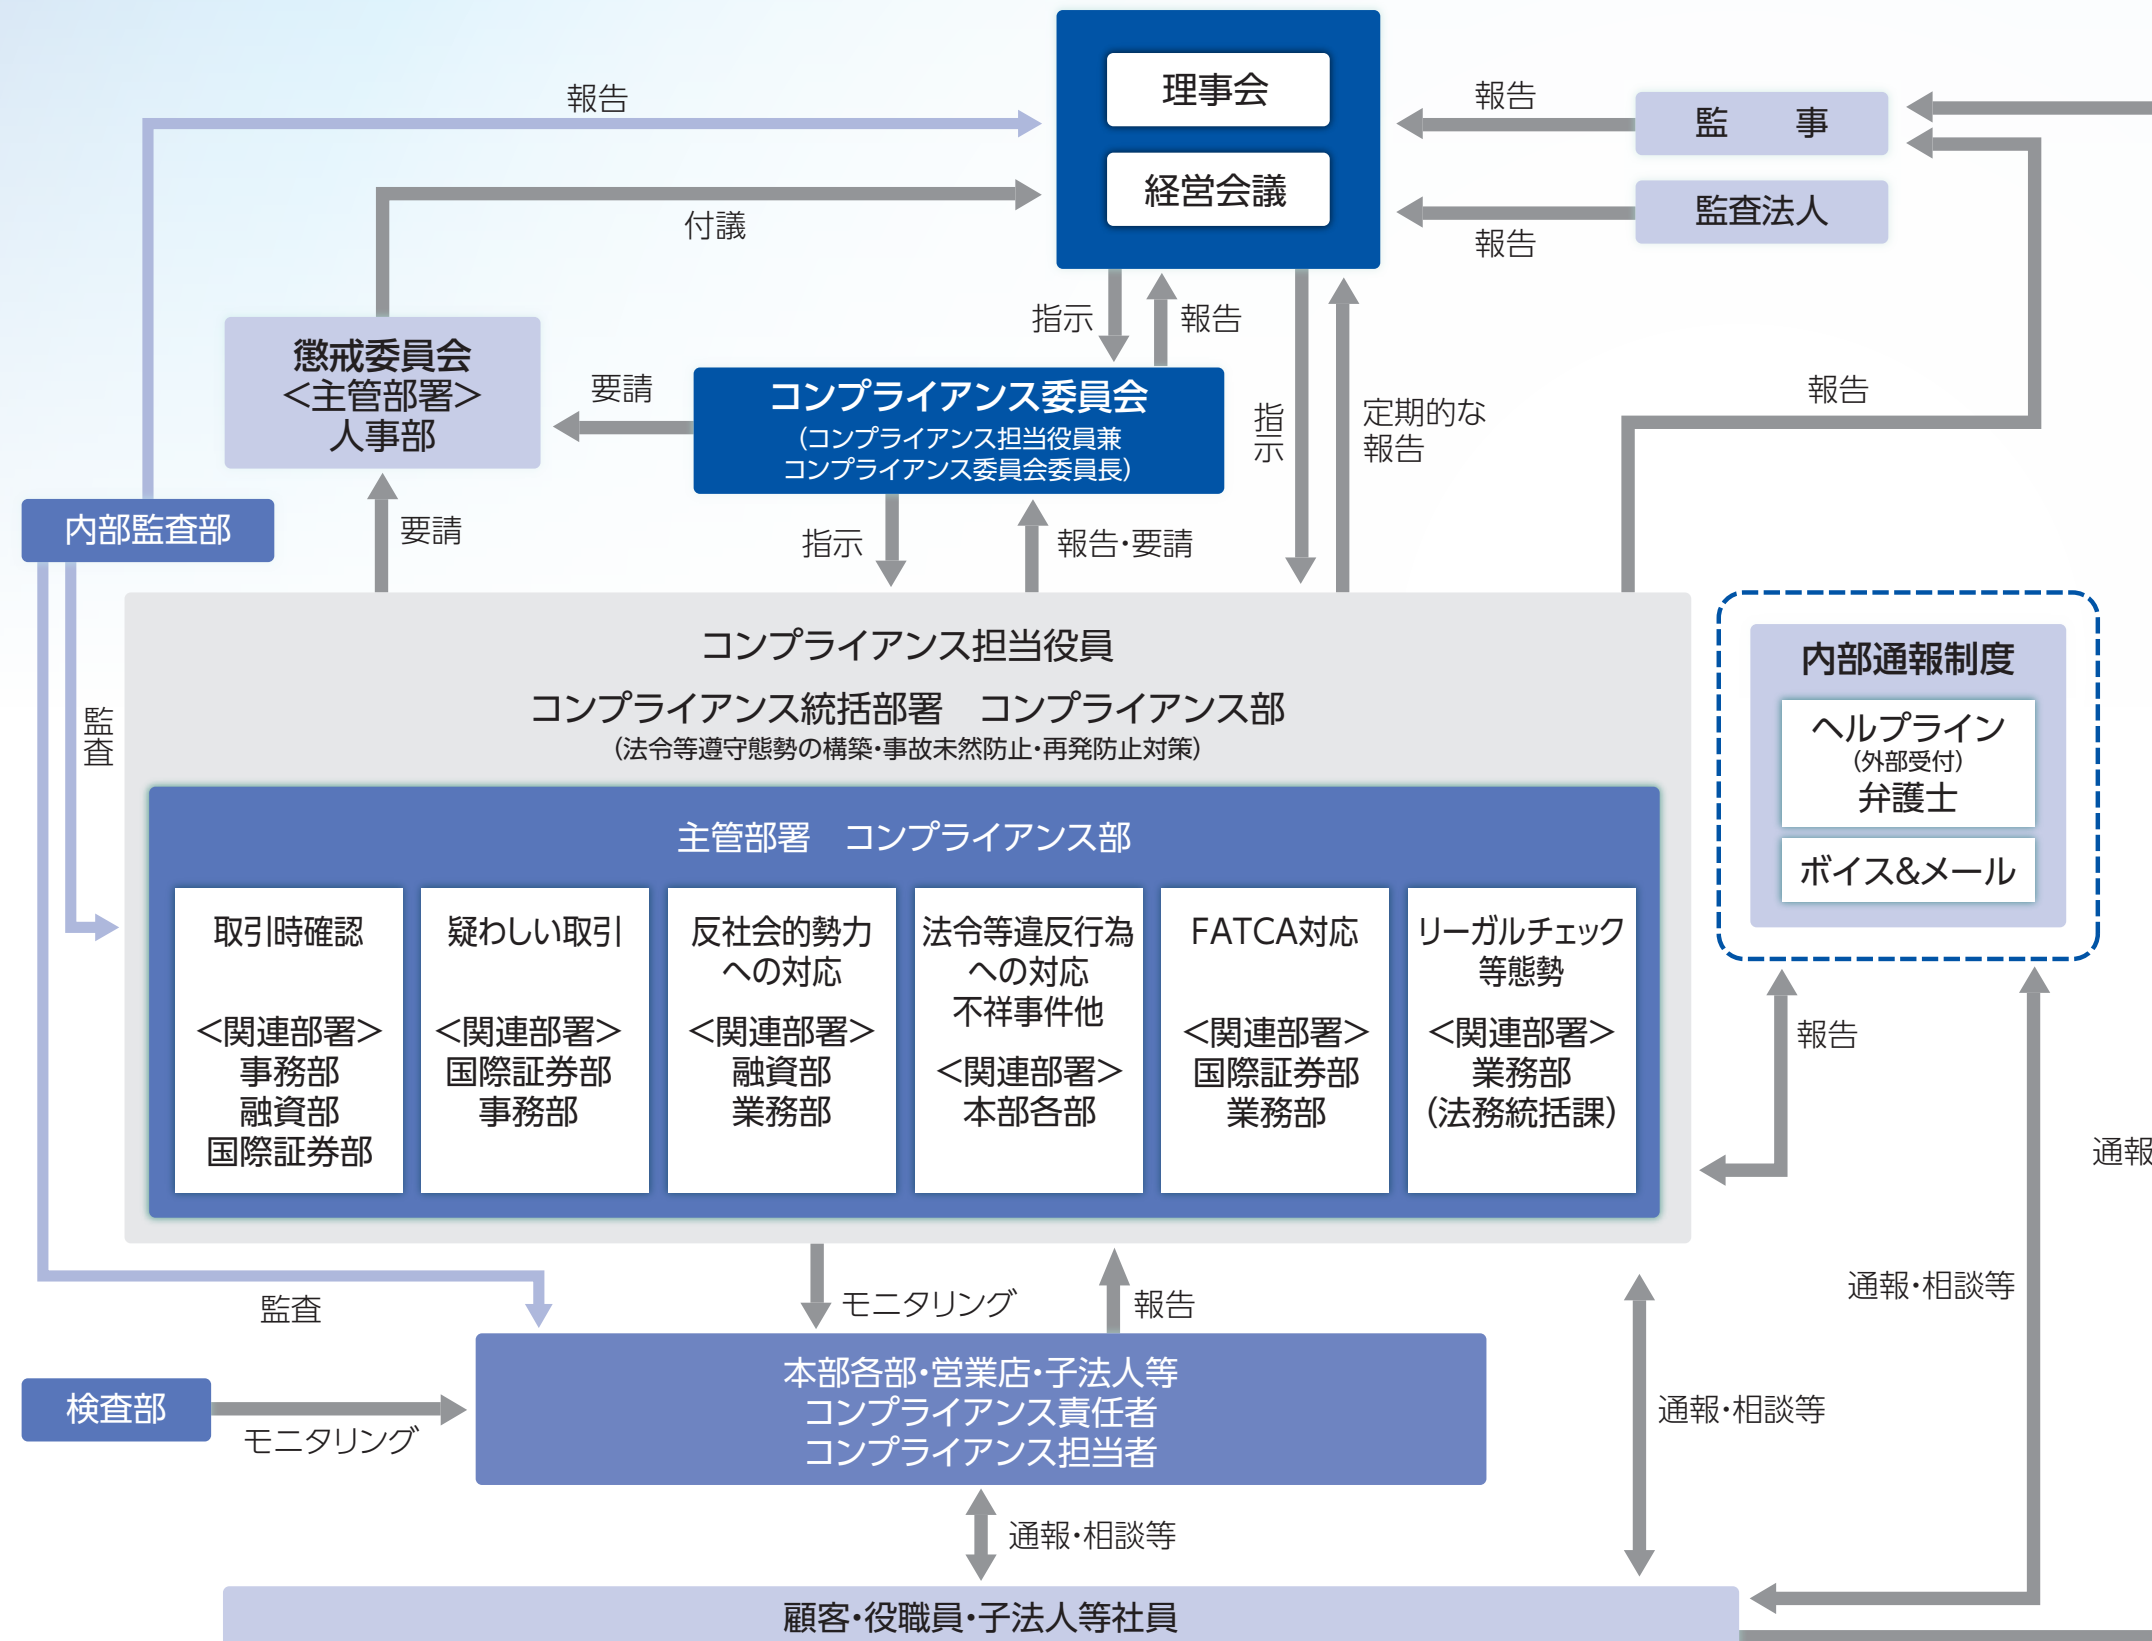 理事会
経営会議
報告
付議
報告
監　事
報告
監査法人
指示
報告
懲戒委員会
<主管部署>
人事部
要請
コンプライアンス委員会
(コンプライアンス担当役員兼
コンプライアンス委員会委員長)
指示
定期的な
報告
報告
内部監査部
要請
指示
報告・要請
監査
コンプライアンス担当役員
コンプライアンス統括部署　コンプライアンス部
(法令等遵守態勢の構築・事故未然防止・再発防止対策)
主管部署　コンプライアンス部
取引時確認
<関連部署>
事務部
融資部
国際証券部
疑わしい取引
<関連部署>
国際証券部
事務部
反社会的勢力
への対応
<関連部署>
融資部
業務部
法令等違反行為
への対応
不祥事件他
<関連部署>
本部各部
FATCA対応
<関連部署>
国際証券部
業務部
リーガルチェック
等態勢
<関連部署>
業務部
(法務統括課)
内部通報制度
ヘルプライン
(外部受付)
弁護士
ボイス&メール
報告
通報
通報・相談等
監査
モニタリング
報告
検査部
モニタリング
本部各部・営業店・子法人等
コンプライアンス責任者
コンプライアンス担当者
通報・相談等
通報・相談等
顧客・役職員・子法人等社員